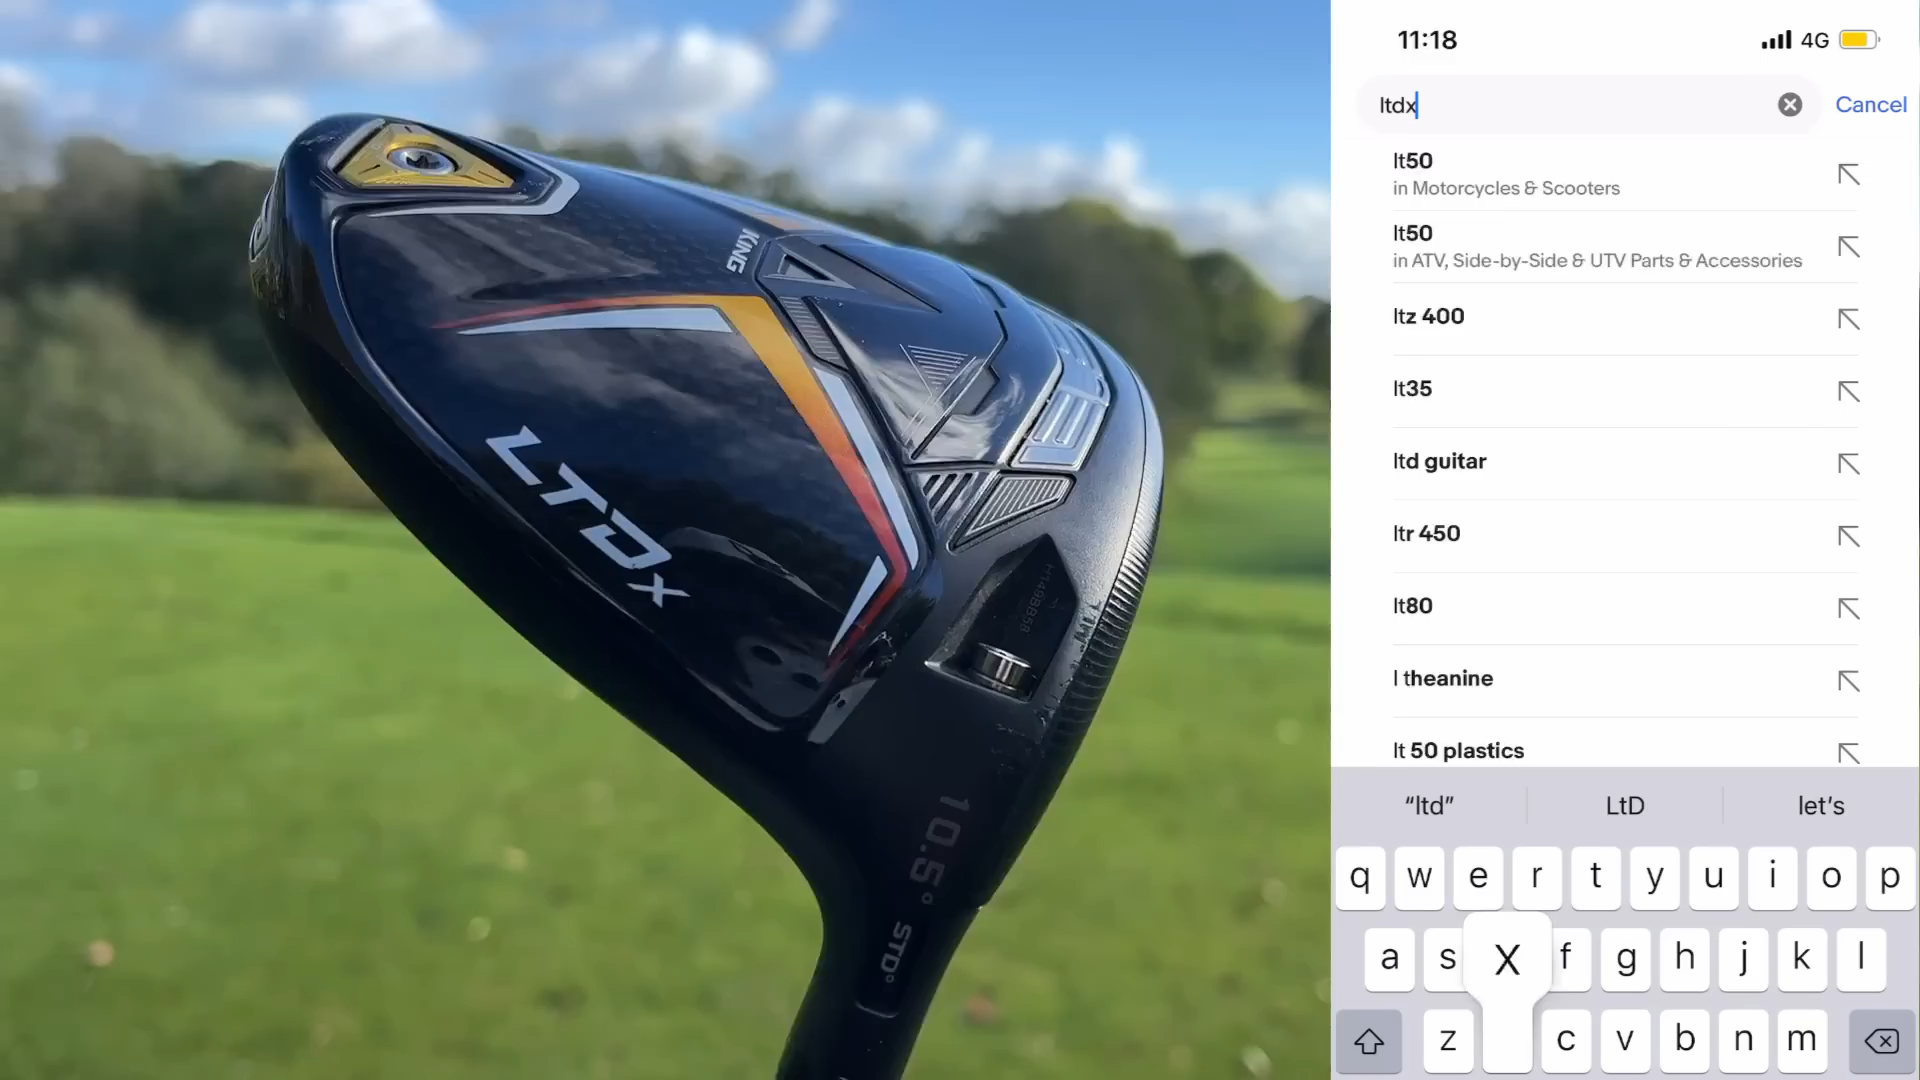 KING
LTDx
H149B858
10.5°
STD°
11:18
4G
ltdx
Cancel
lt50
in Motorcycles & Scooters
lt50
in ATV, Side-by-Side & UTV Parts & Accessories
ltz 400
lt35
ltd guitar
ltr 450
lt80
l theanine
lt 50 plastics
“ltd”
LtD
let’s
q w e r t y u i o p
a s X f g h j k l
z c v b n m